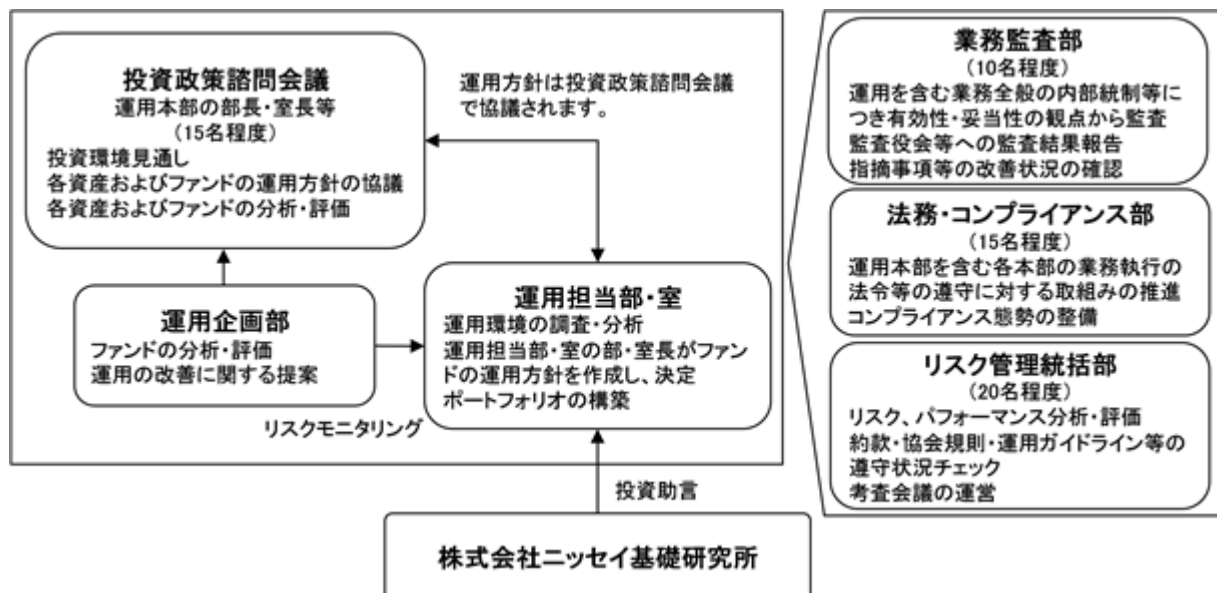 投資政策諮問会議
運用本部の部長・室長等
(15名程度)
投資環境見通し
各資産およびファンドの運用方針の協議
各資産およびファンドの分析・評価
運用方針は投資政策諮問会議
で協議されます。
運用企画部
ファンドの分析・評価
運用の改善に関する提案
運用担当部・室
運用環境の調査・分析
運用担当部・室の部・室長がファン
ドの運用方針を作成し、決定
ポートフォリオの構築
リスクモニタリング
投資助言
株式会社ニッセイ基礎研究所
業務監査部
(10名程度)
運用を含む業務全般の内部統制等に
つき有効性・妥当性の観点から監査
監査役会等への監査結果報告
指摘事項等の改善状況の確認
法務・コンプライアンス部
(15名程度)
運用本部を含む各本部の業務執行の
法令等の遵守に対する取組みの推進
コンプライアンス態勢の整備
リスク管理統括部
(20名程度)
リスク、パフォーマンス分析・評価
約款・協会規則・運用ガイドライン等の
遵守状況チェック
考査会議の運営